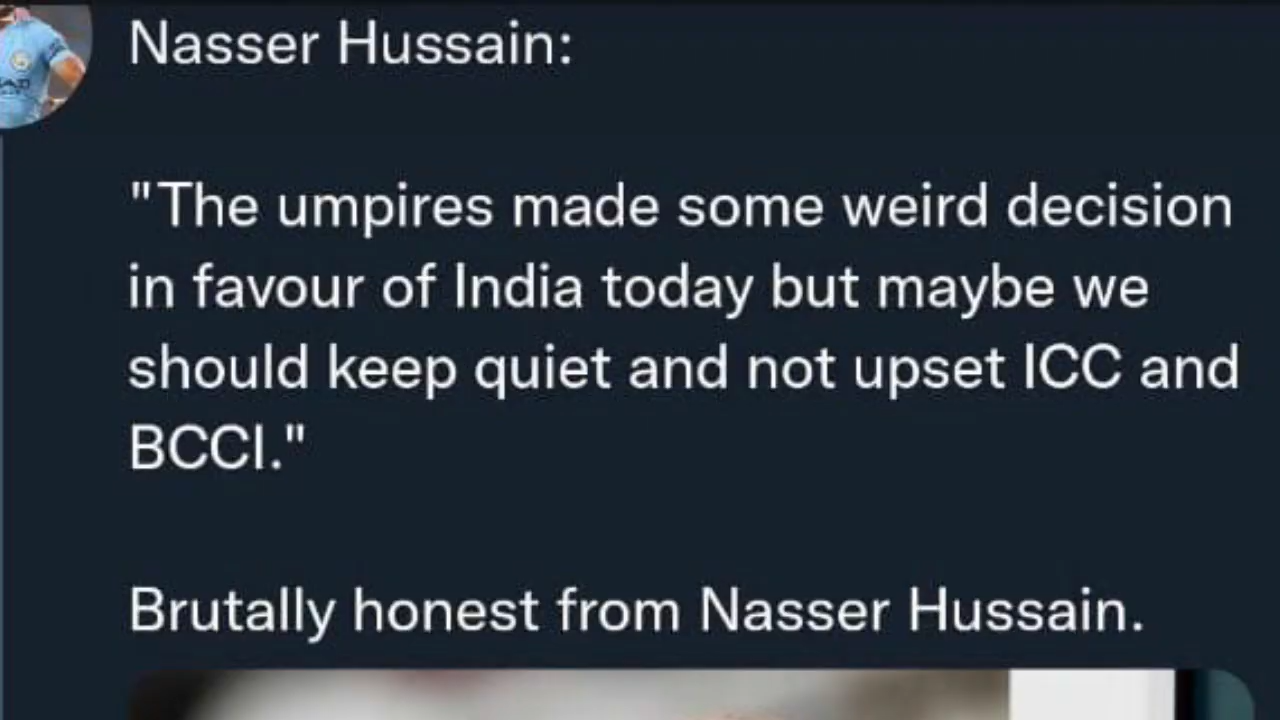 Nasser Hussain:
"The umpires made some weird decision
in favour of India today but maybe we
should keep quiet and not upset ICC and
BCCI."
Brutally honest from Nasser Hussain.